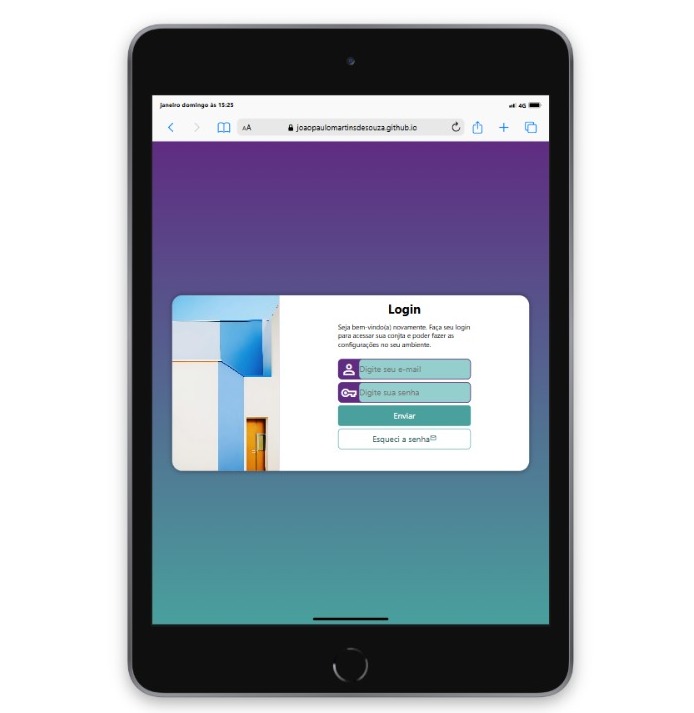 Janeiro domingo às 15:25
4G
AA
joaopaulomartinsdesouza.github.io
Login
Seja bem-vindo(a) novamente. Faça seu login
para acessar sua conjta e poder fazer as
configurações no seu ambiente.
Digite seu e-mail
Digite sua senha
Enviar
Esqueci a senha